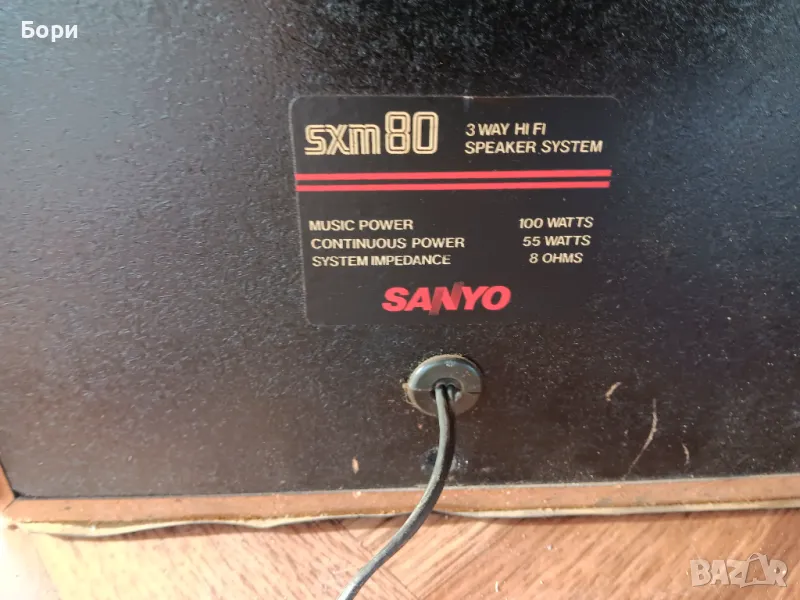 Бори
sxm80
3 WAY HI FI
SPEAKER SYSTEM
MUSIC POWER 100 WATTS
CONTINUOUS POWER 55 WATTS
SYSTEM IMPEDANCE 8 OHMS
SANYO
BAZAR